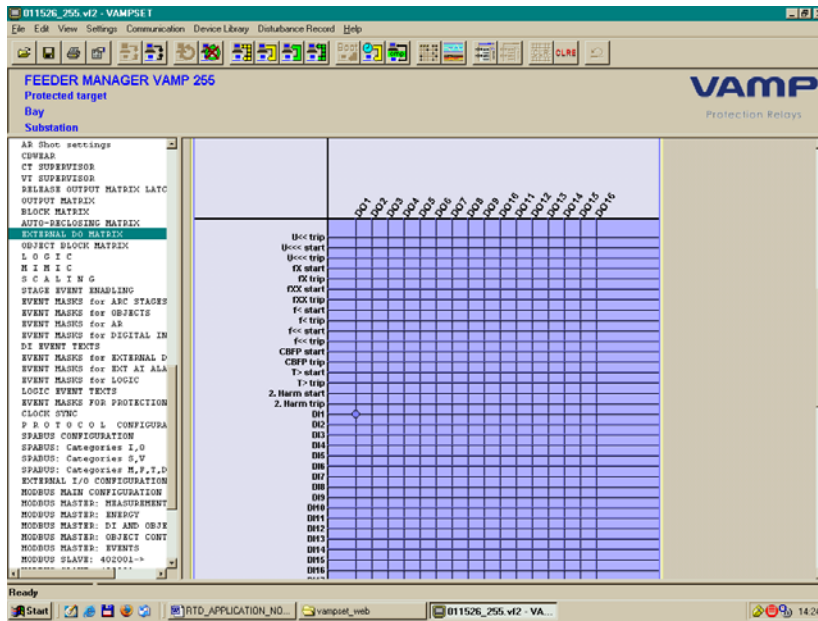 011526_255.vf2 - VAMPSET
File Edit View Settings Communication Device Library Disturbance Record Help
Boot
CLRE
FEEDER MANAGER VAMP 255
Protected target
Bay
Substation
VAMP
Protection Relays
AR Shot settings
CBWEAR
CT SUPERVISOR
VT SUPERVISOR
RELEASE OUTPUT MATRIX LATC
OUTPUT MATRIX
BLOCK MATRIX
AUTO-RECLOSING MATRIX
EXTERNAL DO MATRIX
OBJECT BLOCK MATRIX
L O G I C
M I M I C
S C A L I N G
STAGE EVENT ENABLING
EVENT MASKS for ARC STAGES
EVENT MASKS for OBJECTS
EVENT MASKS for AR
EVENT MASKS for DIGITAL IN
DI EVENT TEXTS
EVENT MASKS for EXTERNAL D
EVENT MASKS for EXT AI ALA
EVENT MASKS for LOGIC
LOGIC EVENT TEXTS
EVENT MASKS FOR PROTECTION
CLOCK SYNC
P R O T O C O L CONFIGURA
SPABUS CONFIGURATION
SPABUS: Categories I,O
SPABUS: Categories S,V
SPABUS: Categories M,F,T,D
EXTERNAL I/O CONFIGURATION
MODBUS MAIN CONFIGURATION
MODBUS MASTER: MEASUREMENT
MODBUS MASTER: ENERGY
MODBUS MASTER: DI AND OBJE
MODBUS MASTER: OBJECT CONT
MODBUS MASTER: EVENTS
MODBUS SLAVE: 402001->
DO1 DO2 DO3 DO4 DO5 DO6 DO7 DO8 DO9 DO10 DO11 DO12 DO13 DO14 DO15 DO16
U<< trip
U<<< start
U<<< trip
fX start
fX trip
fXX start
fXX trip
f< start
f< trip
f<< start
f<< trip
CBFP start
CBFP trip
T> start
T> trip
2. Harm start
2. Harm trip
DI1
DI2
DI3
DI4
DI5
DI6
DI7
DI8
DI9
DI10
DI11
DI12
DI13
DI14
DI15
DI16
Ready
Start RTD_APPLICATION_NO... vampset_web 011526_255.vf2 - VA... 14:24